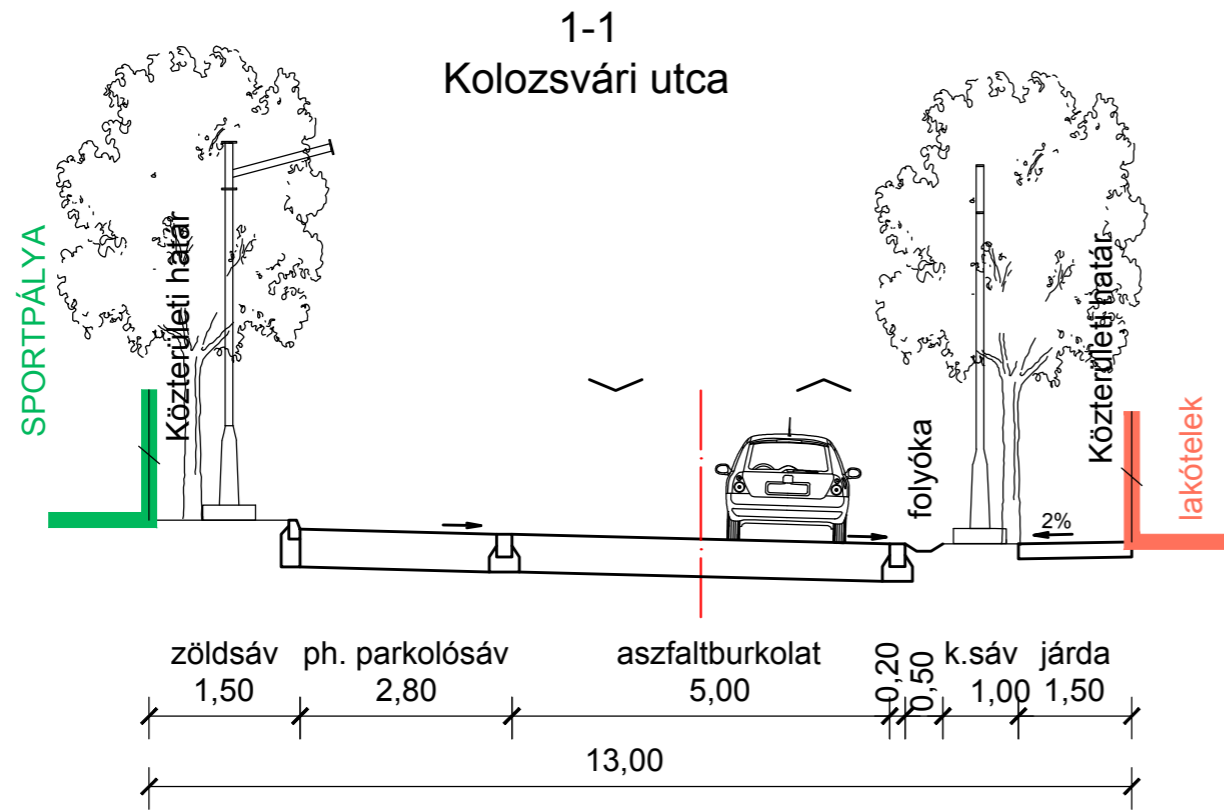 1-1
Kolozsvári utca
SPORTPÁLYA
Közterületi határ
folyóka
Közterületi határ
lakótelek
2%
zöldsáv
ph. parkolósáv
aszfaltburkolat
k.sáv
járda
1,50
2,80
5,00
0,20
0,50
1,00
1,50
13,00